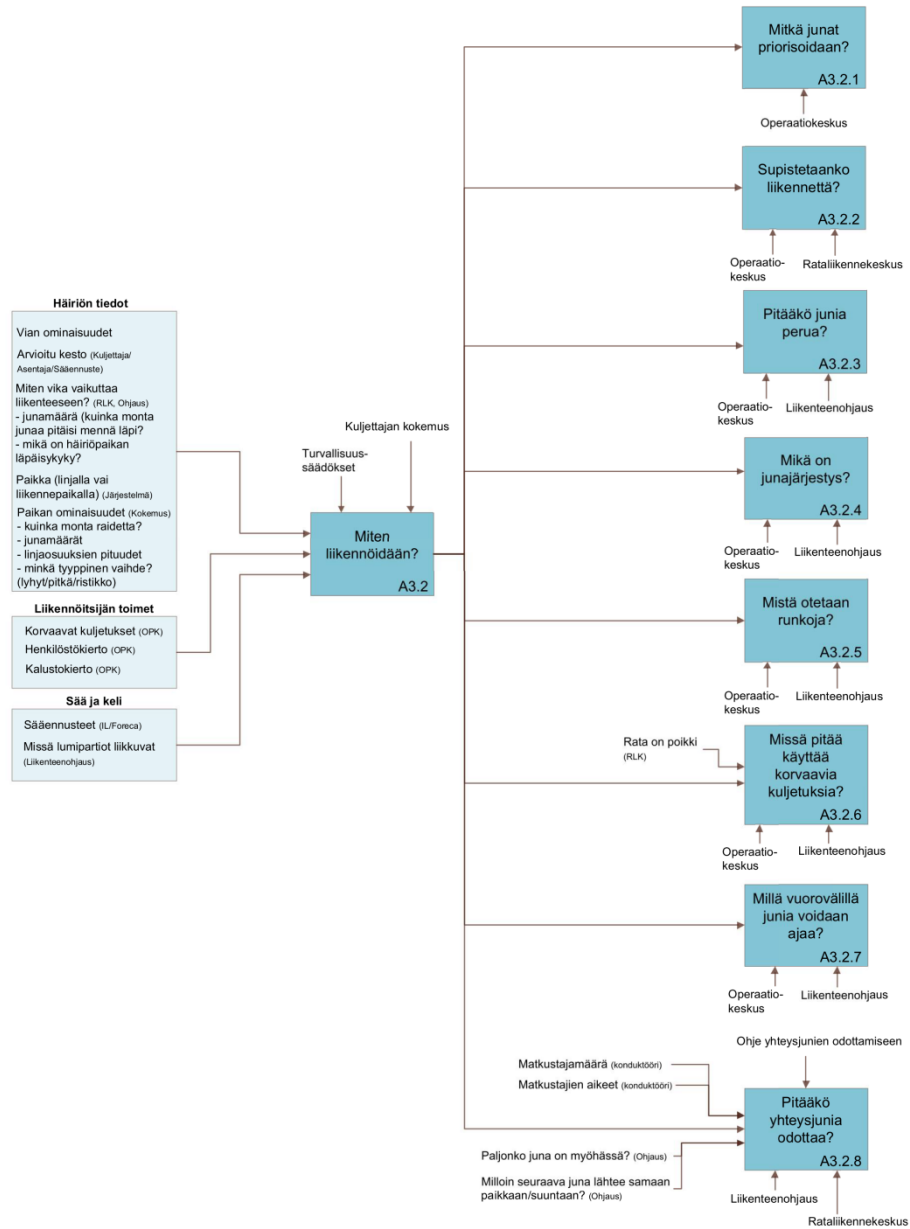 Mitkä junat
priorisoidaan?
A3.2.1
Operaatiokeskus
Supistetaanko
liikennettä?
A3.2.2
Operaatio-
keskus
Rataliikennekeskus
Pitääkö junia
perua?
A3.2.3
Operaatio-
keskus
Liikenteenohjaus
Häiriön tiedot
Vian ominaisuudet
Arvioitu kesto (Kuljettaja/
Asentaja/Sääennuste)
Miten vika vaikuttaa
liikenteeseen? (RLK, Ohjaus)
- junamäärä (kuinka monta
junaa pitäisi mennä läpi?
- mikä on häiriöpaikan
läpäisykyky?
Paikka (linjalla vai
liikennepaikalla) (Järjestelmä)
Paikan ominaisuudet (Kokemus)
- kuinka monta raidetta?
- junamäärät
- linjaosuuksien pituudet
- minkä tyyppinen vaihde?
(lyhyt/pitkä/ristikko)
Liikennöitsijän toimet
Korvaavat kuljetukset (OPK)
Henkilöstökierto (OPK)
Kalustokierto (OPK)
Sää ja keli
Sääennusteet (IL/Foreca)
Missä lumipartiot liikkuvat
(Liikenteenohjaus)
Kuljettajan kokemus
Turvallisuus-
säädökset
Miten
liikennöidään?
A3.2
Mikä on
junajärjestys?
A3.2.4
Operaatio-
keskus
Liikenteenohjaus
Mistä otetaan
runkoja?
A3.2.5
Operaatio-
keskus
Liikenteenohjaus
Rata on poikki
(RLK)
Missä pitää
käyttää
korvaavia
kuljetuksia?
A3.2.6
Operaatio-
keskus
Liikenteenohjaus
Millä vuorovälillä
junia voidaan
ajaa?
A3.2.7
Operaatio-
keskus
Liikenteenohjaus
Ohje yhteysjunien odottamiseen
Matkustajamäärä (konduktööri)
Matkustajien aikeet (konduktööri)
Pitääkö
yhteysjunia
odottaa?
A3.2.8
Paljonko juna on myöhässä? (Ohjaus)
Milloin seuraava juna lähtee samaan
paikkaan/suuntaan? (Ohjaus)
Liikenteenohjaus
Rataliikennekeskus